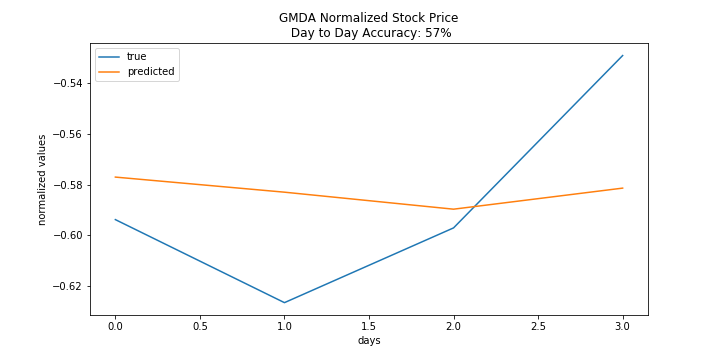 GMDA Normalized Stock Price
Day to Day Accuracy: 57%
true
predicted
normalized values
−0.54
−0.56
−0.58
−0.60
−0.62
0.0 0.5 1.0 1.5 2.0 2.5 3.0
days